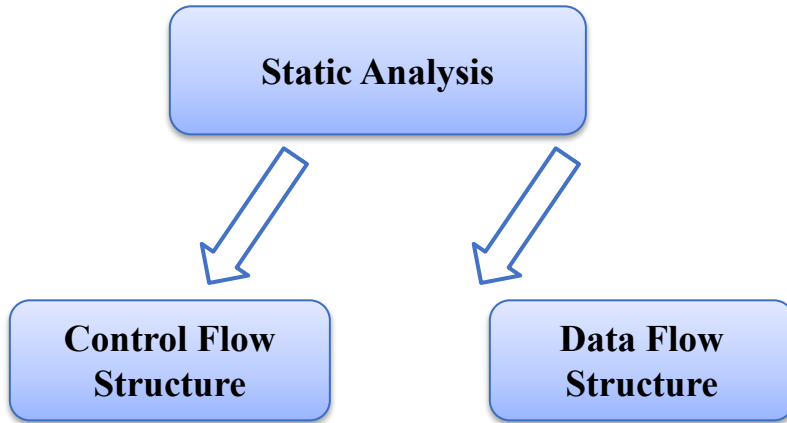 Static Analysis
Control Flow
Structure
Data Flow
Structure